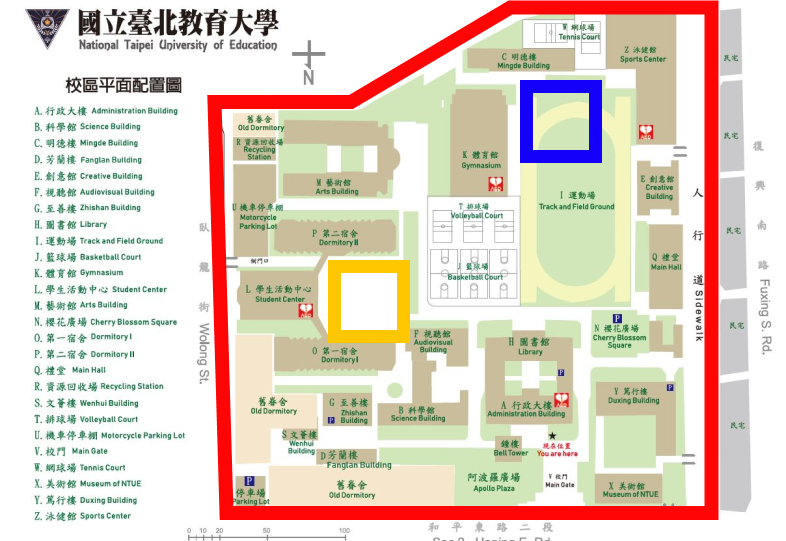 國立臺北教育大學
National Taipei University of Education
N
校區平面配置圖
A. 行政大樓 Administration Building
B. 科學館 Science Building
C. 明德樓 Mingde Building
D. 芳蘭樓 Fanglan Building
E. 創意館 Creative Building
F. 視聽館 Audiovisual Building
G. 至善樓 Zhishan Building
H. 圖書館 Library
I. 運動場 Track and Field Ground
J. 籃球場 Basketball Court
K. 體育館 Gymnasium
L. 學生活動中心 Student Center
M. 藝術館 Arts Building
N. 櫻花廣場 Cherry Blossom Square
O. 第一宿舍 Dormitory I
P. 第二宿舍 Dormitory II
Q. 禮堂 Main Hall
R. 資源回收場 Recycling Station
S. 文薈樓 Wenhui Building
T. 排球場 Volleyball Court
U. 機車停車棚 Motorcycle Parking Lot
V. 校門 Main Gate
W. 網球場 Tennis Court
X. 美術館 Museum of NTUE
Y. 篤行樓 Duxing Building
Z. 泳健館 Sports Center
W 網球場
Tennis Court
C 明德樓
Mingde Building
Z 泳健館
Sports Center
AED
民宅
舊春舍
Old Dormitory
R 資源回收場
Recycling
Station
M 藝術館
Arts Building
K 體育館
Gymnasium
AED
民宅
E 創意館
Creative
Building
I 運動場
Track and Field Ground
U 機車停車棚
Motorcycle
Parking Lot
T 排球場
Volleyball Court
P 第二宿舍
Dormitory II
側門口
民宅
J 籃球場
Basketball Court
Q 禮堂
Main Hall
L 學生活動中心
Student Center
AED
人行道 Sidewalk
復興南路
Fuxing S. Rd.
臥龍街
Wolong St.
P
N 櫻花廣場
Cherry Blossom
Square
民宅
O 第一宿舍
Dormitory I
F 視聽館
Audiovisual
Building
H 圖書館
Library
P
舊春舍
Old Dormitory
G 至善樓
Zhishan
Building
P
B 科學館
Science Building
A 行政大樓
Administration Building
AED
Y 篤行樓
Duxing Building
P
民宅
S 文薈樓
Wenhui
Building
鐘樓
Bell Tower
現在位置
You are here
D 芳蘭樓
Fanglan Building
P
停車場
Parking Lot
舊春舍
Old Dormitory
阿波羅廣場
Apollo Plaza
V 校門
Main Gate
X 美術館
Museum of NTUE
0 10 20 50 100
和平東路二段